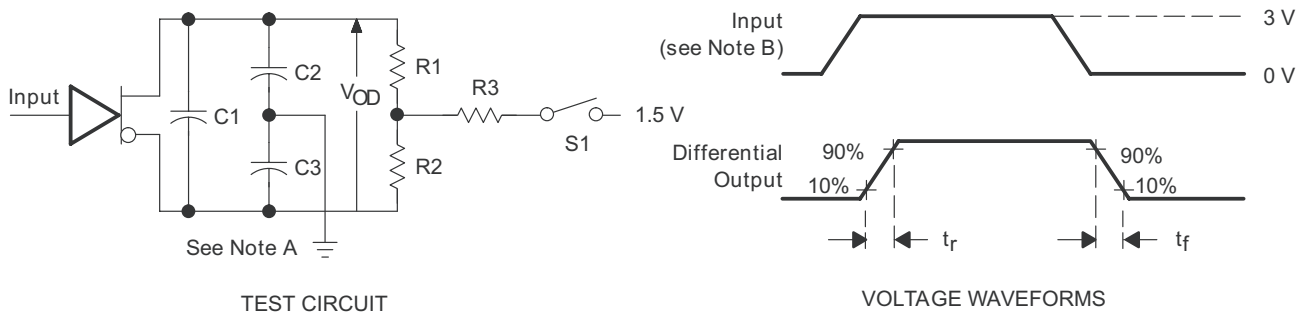 Input
C1
C2
C3
VOD
R1
R2
R3
S1
1.5 V
See Note A
TEST CIRCUIT
Input
(see Note B)
3 V
0 V
Differential
Output
90%
10%
90%
10%
tr
tf
VOLTAGE WAVEFORMS